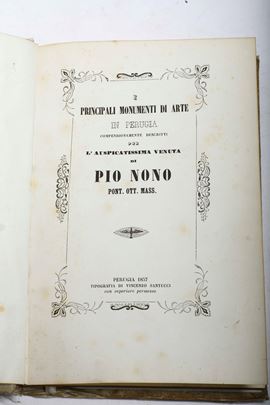 I
PRINCIPALI MONUMENTI DI ARTE
IN PERUGIA
COMPENDIOSAMENTE DESCRITTI
PER
L'AUSPICATISSIMA VENUTA
DI
PIO NONO
PONT. OTT. MASS.
PERUGIA 1857
TIPOGRAFIA DI VINCENZO SANTUCCI
con superiore permesso